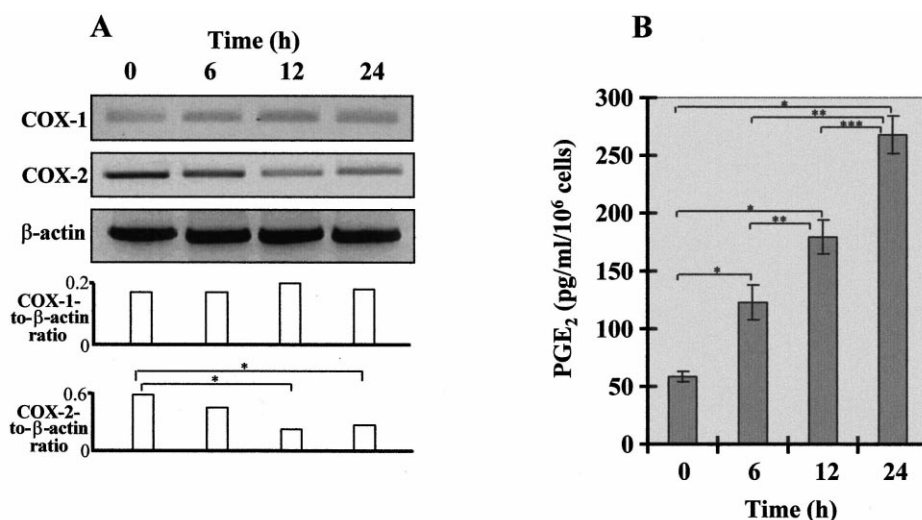 A
Time (h)
0 6 12 24
COX-1
COX-2
β-actin
0.2
COX-1-
to-β-actin
ratio
0
*
*
0.6
COX-2-
to-β-actin
ratio
0
B
300
250
200
150
100
50
0
PGE2 (pg/ml/10⁶ cells)
*
**
***
*
**
*
0 6 12 24
Time (h)